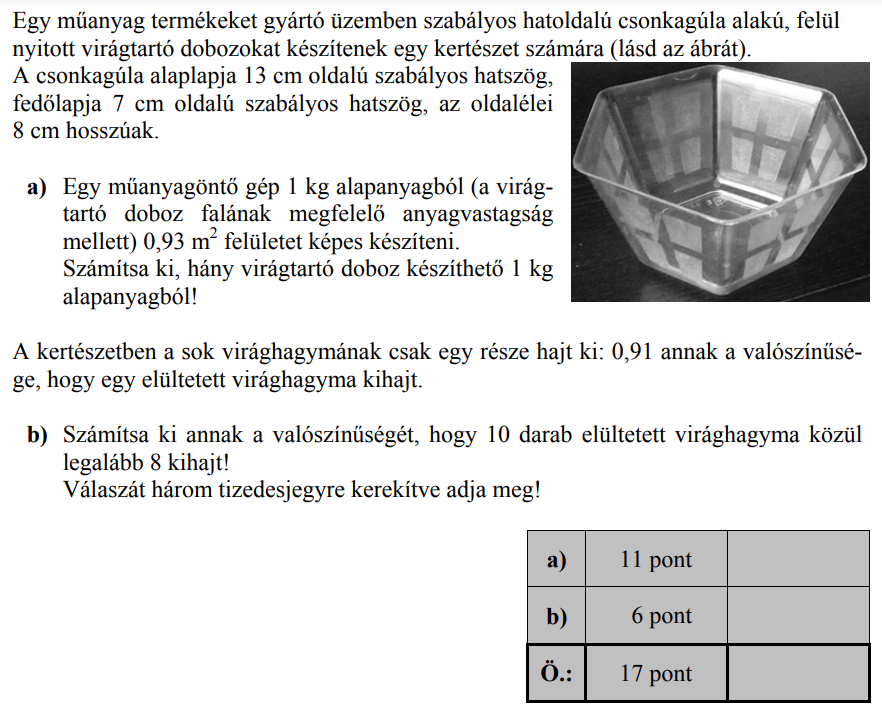 Egy műanyag termékeket gyártó üzemben szabályos hatoldalú csonkagúla alakú, felül
nyitott virágtartó dobozokat készítenek egy kertészet számára (lásd az ábrát).
A csonkagúla alaplapja 13 cm oldalú szabályos hatszög,
fedőlapja 7 cm oldalú szabályos hatszög, az oldalélei
8 cm hosszúak.
a) Egy műanyagöntő gép 1 kg alapanyagból (a virág-
tartó doboz falának megfelelő anyagvastagság
mellett) 0,93 m² felületet képes készíteni.
Számítsa ki, hány virágtartó doboz készíthető 1 kg
alapanyagból!
A kertészetben a sok virághagymának csak egy része hajt ki: 0,91 annak a valószínűsé-
ge, hogy egy elültetett virághagyma kihajt.
b) Számítsa ki annak a valószínűségét, hogy 10 darab elültetett virághagyma közül
legalább 8 kihajt!
Válaszát három tizedesjegyre kerekítve adja meg!
a) 11 pont
b) 6 pont
Ö.: 17 pont